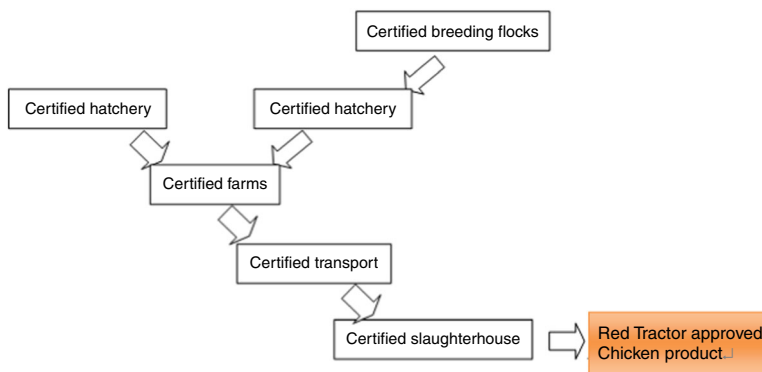 Certified breeding flocks
Certified hatchery
Certified hatchery
Certified farms
Certified transport
Certified slaughterhouse
Red Tractor approved
Chicken product